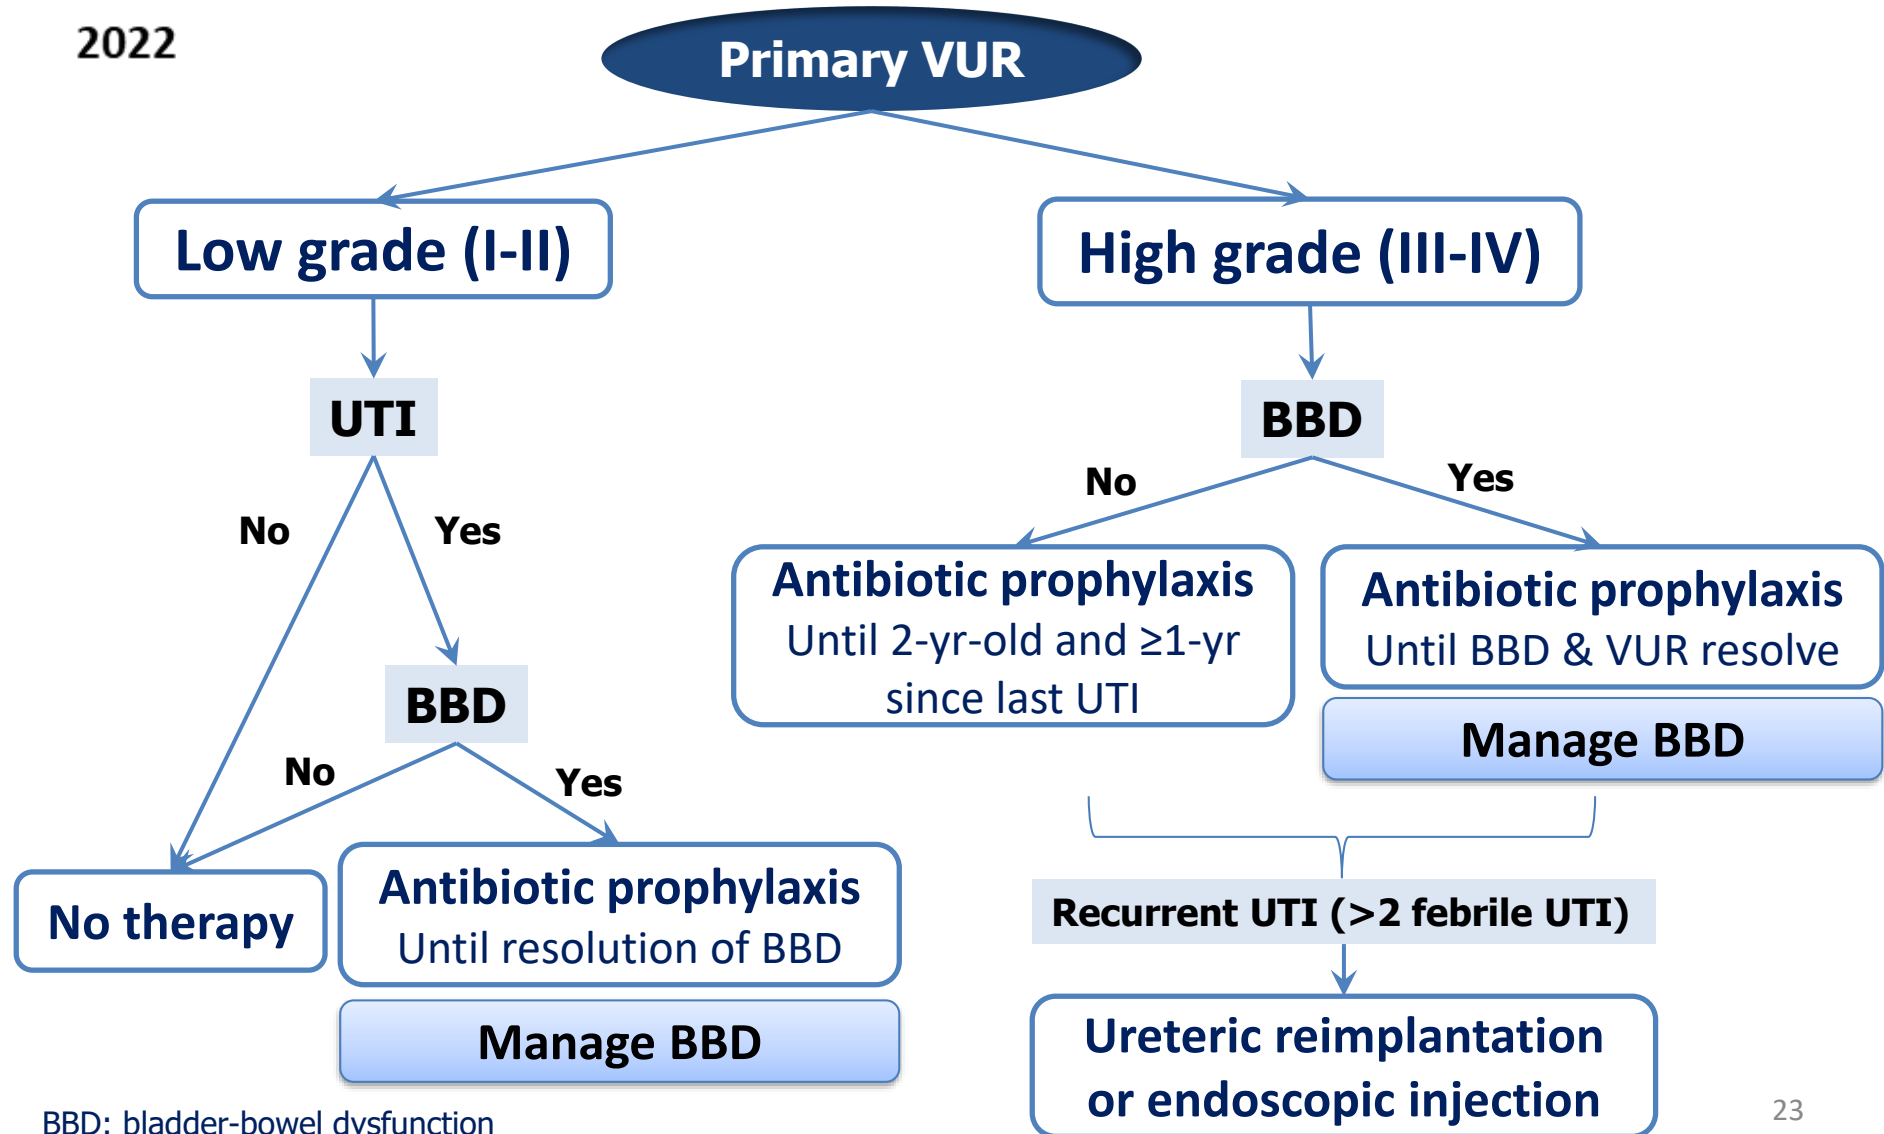 2022
Primary VUR
Low grade (I-II)
High grade (III-IV)
UTI
BBD
No
Yes
No
Yes
Antibiotic prophylaxis
Until 2-yr-old and ≥1-yr
since last UTI
Antibiotic prophylaxis
Until BBD & VUR resolve
Manage BBD
BBD
No
Yes
No therapy
Antibiotic prophylaxis
Until resolution of BBD
Manage BBD
Recurrent UTI (>2 febrile UTI)
Ureteric reimplantation
or endoscopic injection
BBD: bladder-bowel dysfunction
23